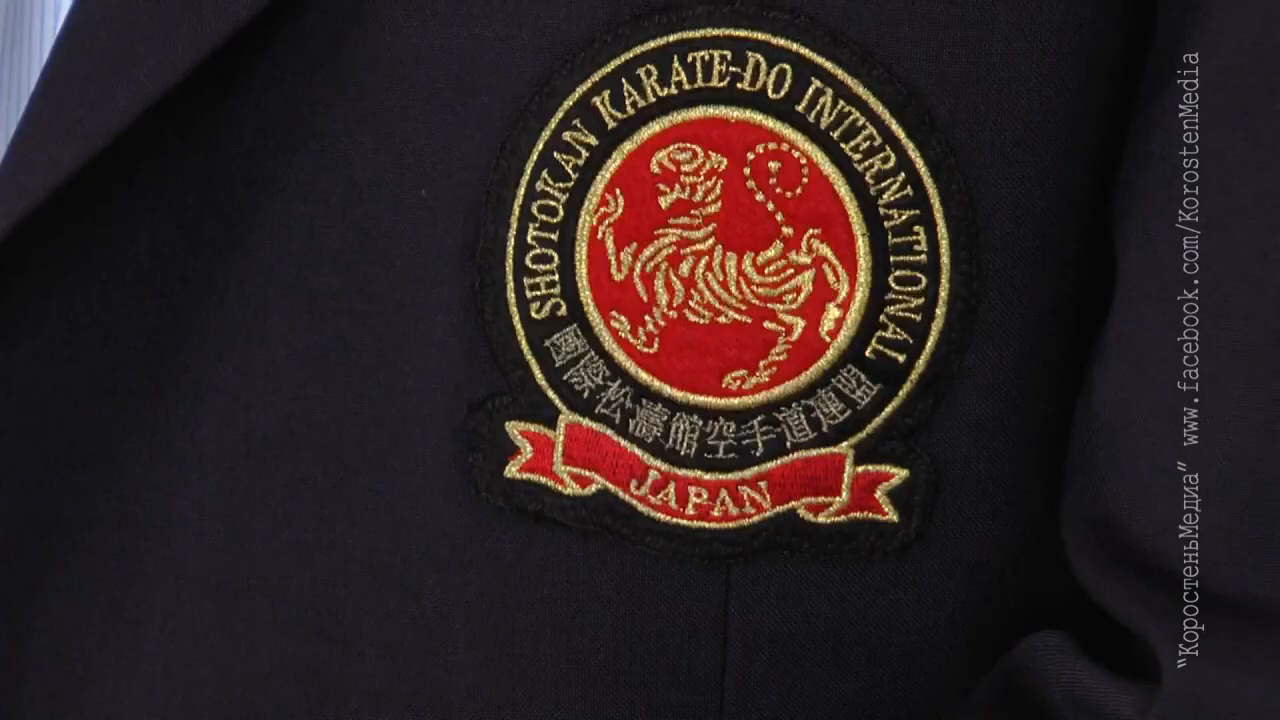 SHOTOKAN KARATE-DO INTERNATIONAL
國際松濤館空手道連盟
JAPAN
"КоростеньМедиа" www.facebook.com/KorostenMedia